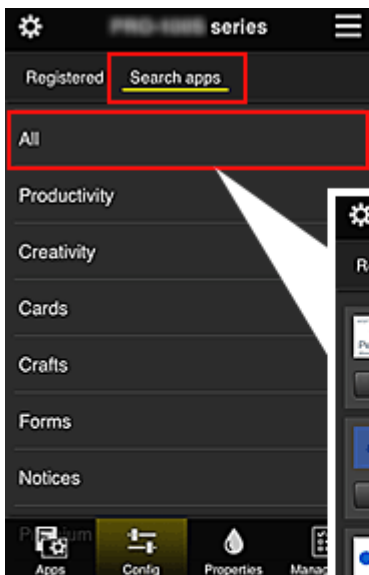 series
Registered Search apps
All
Productivity
Creativity
Cards
Crafts
Forms
Notices
Apps Config Properties